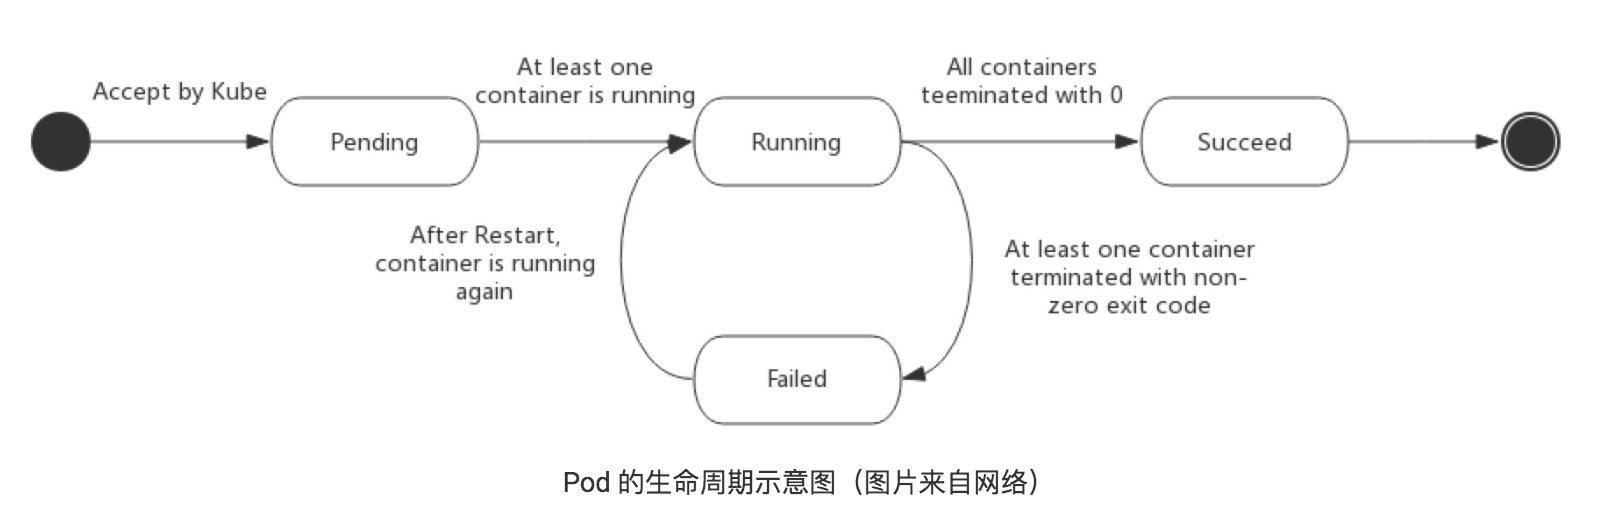 Accept by Kube
At least one
container is running
All containers
teeminated with 0
Pending
Running
Succeed
After Restart,
container is running
again
At least one container
terminated with non-
zero exit code
Failed
Pod 的生命周期示意图（图片来自网络）